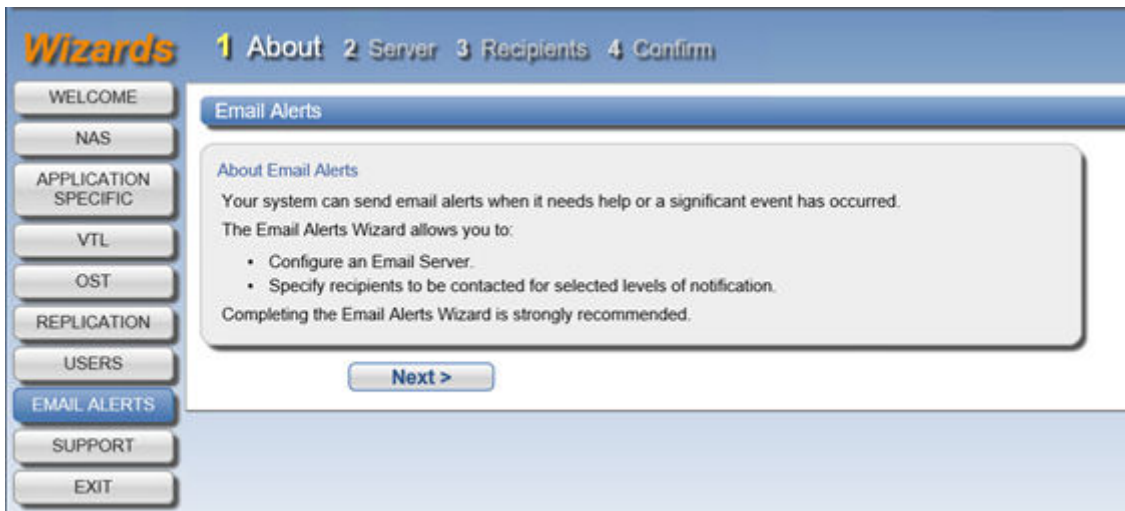 Wizards
1 About 2 Server 3 Recipients 4 Confirm
WELCOME
NAS
APPLICATION
SPECIFIC
VTL
OST
REPLICATION
USERS
EMAIL ALERTS
SUPPORT
EXIT
Email Alerts
About Email Alerts
Your system can send email alerts when it needs help or a significant event has occurred.
The Email Alerts Wizard allows you to:
• Configure an Email Server.
• Specify recipients to be contacted for selected levels of notification.
Completing the Email Alerts Wizard is strongly recommended.
Next >